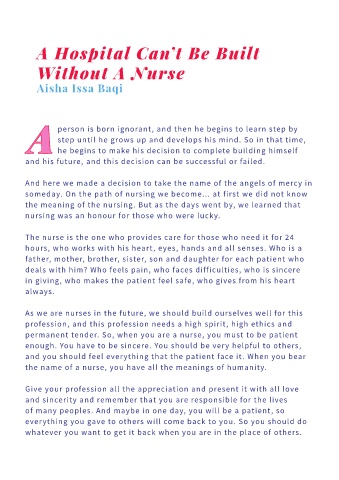 A Hospital Can't Be Built
Without A Nurse
Aisha Issa Baqi
A person is born ignorant, and then he begins to learn step by
step until he grows up and develops his mind. So in that time,
he begins to make his decision to complete building himself
and his future, and this decision can be successful or failed.
And here we made a decision to take the name of the angels of mercy in
someday. On the path of nursing we become... at first we did not know
the meaning of the nursing. But as the days went by, we learned that
nursing was an honour for those who were lucky.
The nurse is the one who provides care for those who need it for 24
hours, who works with his heart, eyes, hands and all senses. Who is a
father, mother, brother, sister, son and daughter for each patient who
deals with him? Who feels pain, who faces difficulties, who is sincere
in giving, who makes the patient feel safe, who gives from his heart
always.
As we are nurses in the future, we should build ourselves well for this
profession, and this profession needs a high spirit, high ethics and
permanent tender. So, when you are a nurse, you must to be patient
enough. You have to be sincere. You should be very helpful to others,
and you should feel everything that the patient face it. When you bear
the name of a nurse, you have all the meanings of humanity.
Give your profession all the appreciation and present it with all love
and sincerity and remember that you are responsible for the lives
of many peoples. And maybe in one day, you will be a patient, so
everything you gave to others will come back to you. So you should do
whatever you want to get it back when you are in the place of others.